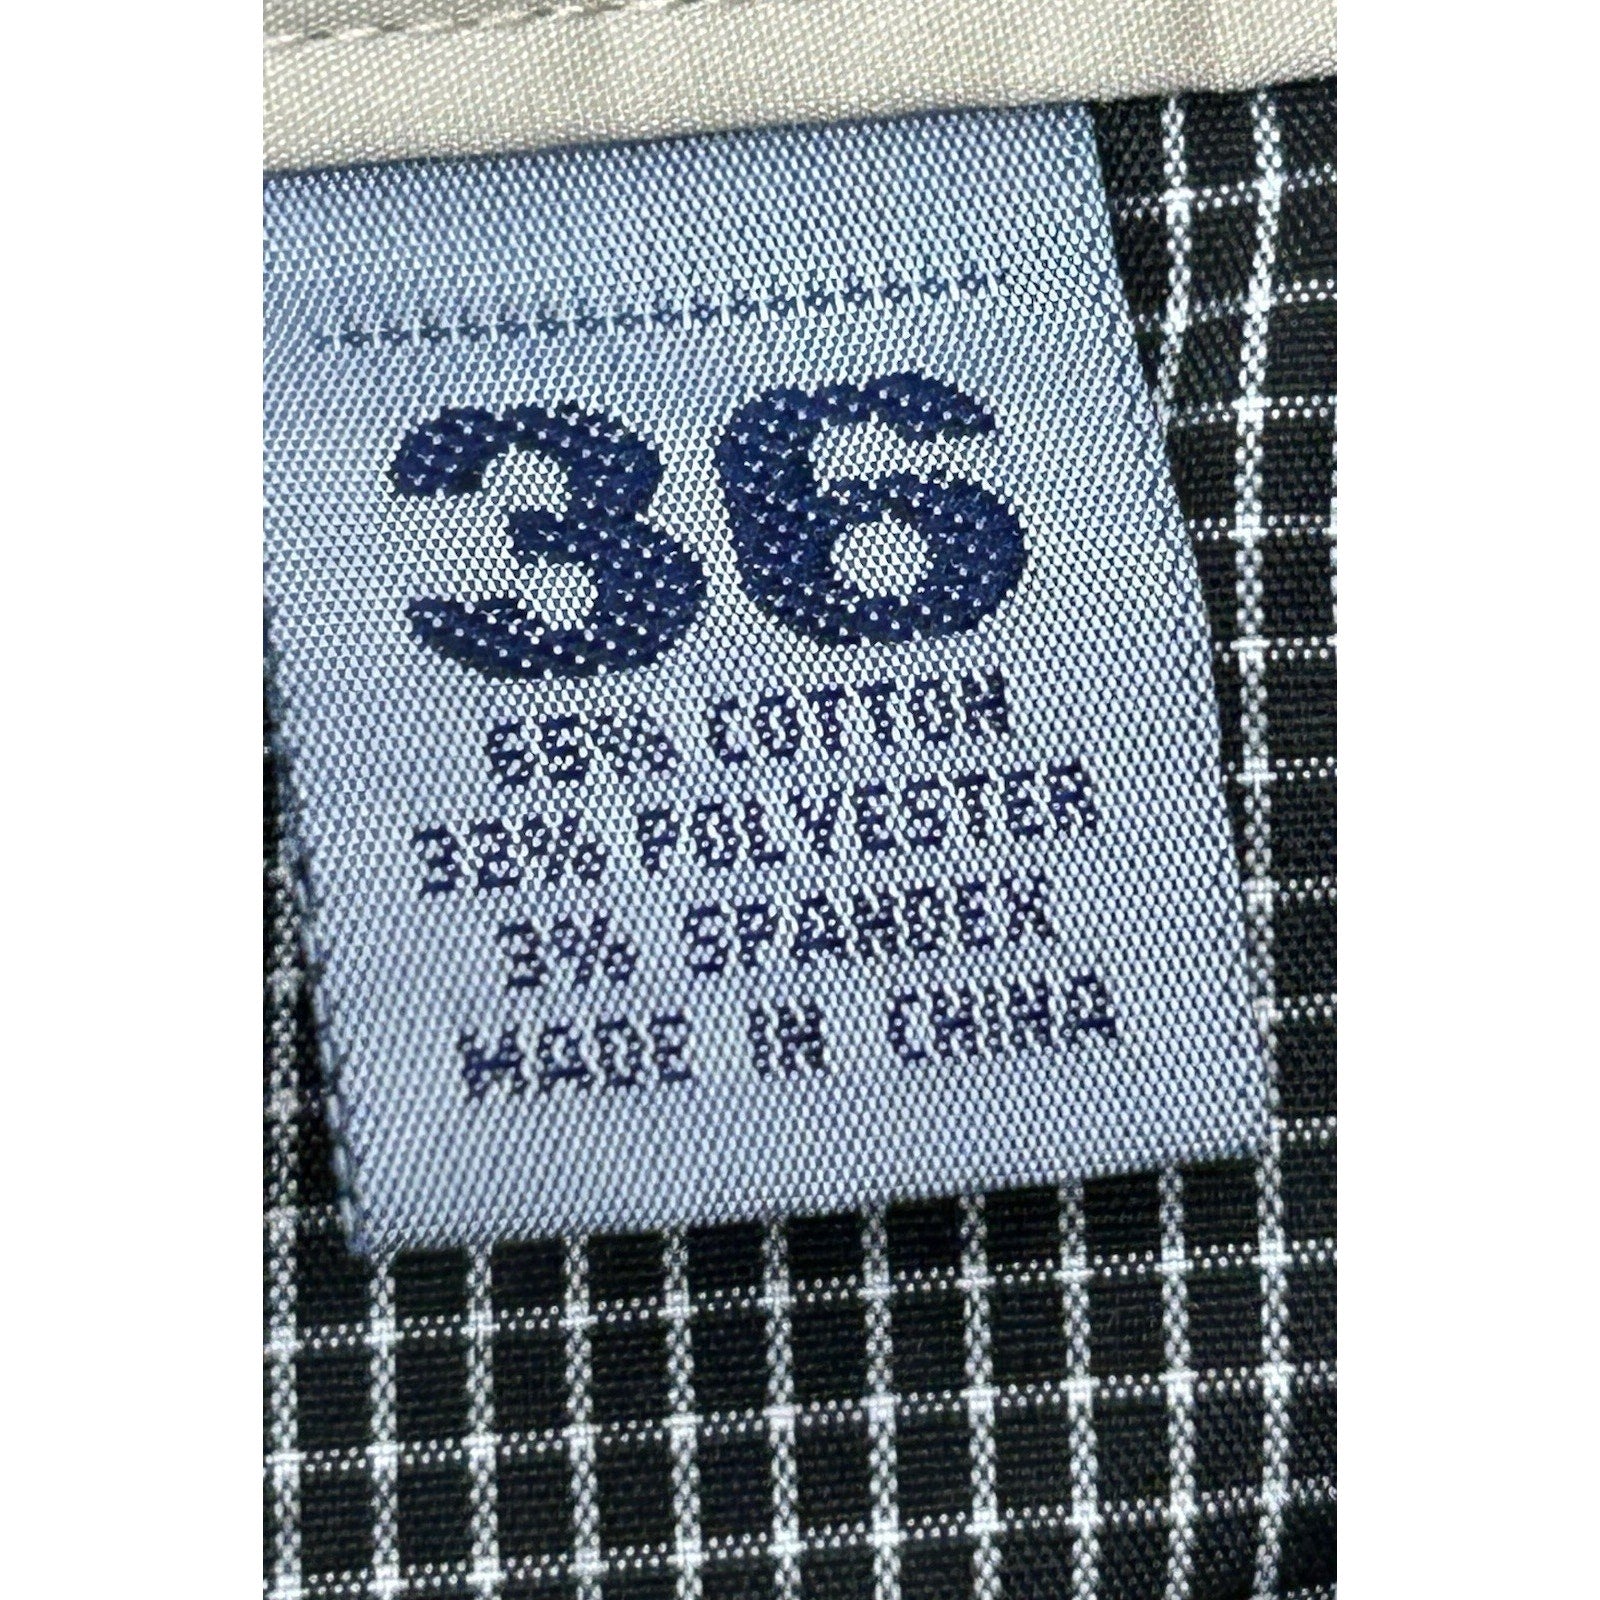 36
65% COTTON
32% POLYESTER
3% SPANDEX
MADE IN CHINA